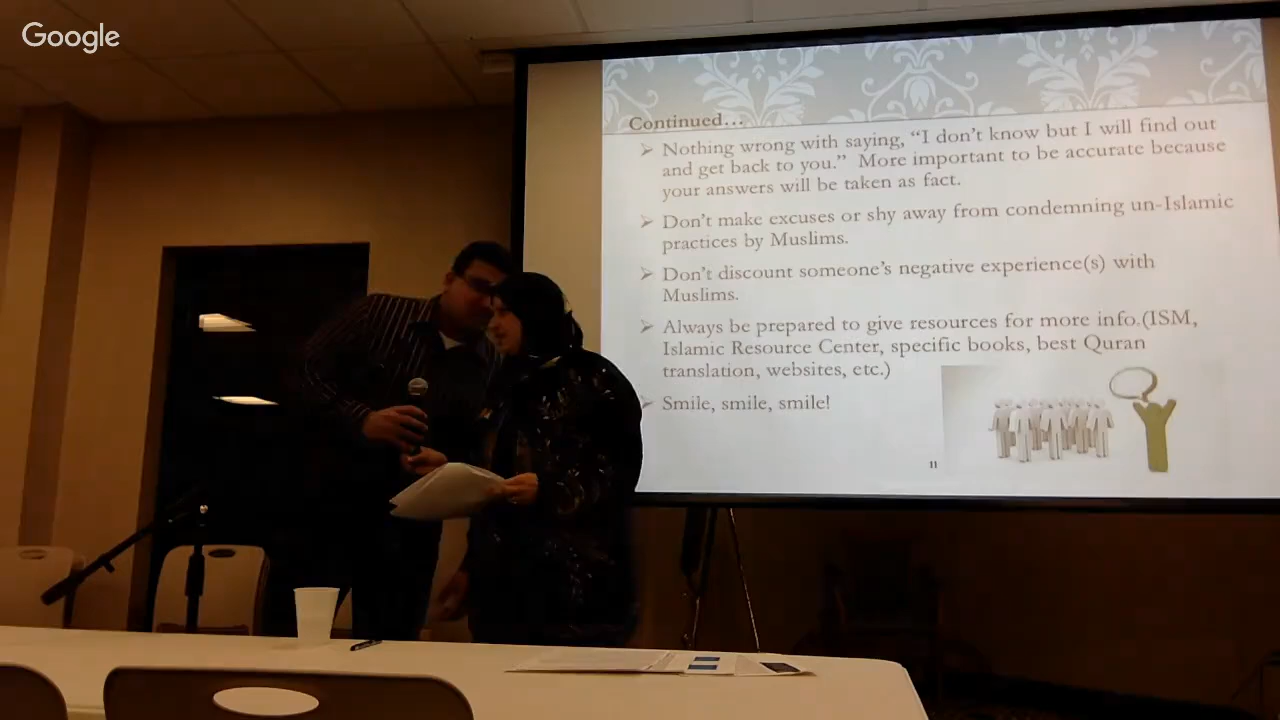 Google
Continued...
Nothing wrong with saying, “I don't know but I will find out
and get back to you.” More important to be accurate because
your answers will be taken as fact.
Don't make excuses or shy away from condemning un-Islamic
practices by Muslims.
Don't discount someone's negative experience(s) with
Muslims.
Always be prepared to give resources for more info.(ISM,
Islamic Resource Center, specific books, best Quran
translation, websites, etc.)
Smile, smile, smile!
11